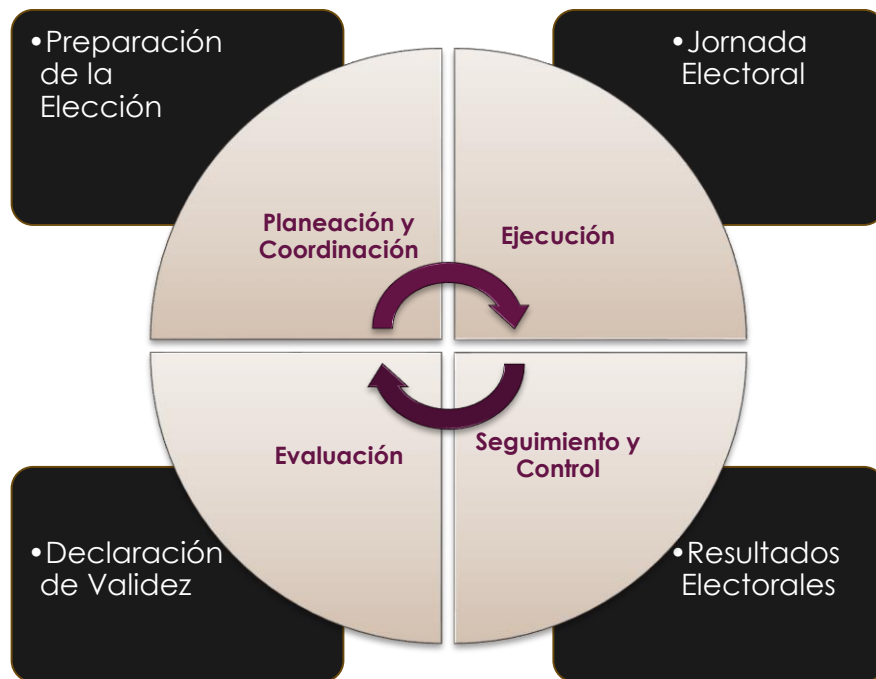 •Preparación
de la
Elección
•Jornada
Electoral
Planeación y
Coordinación
Ejecución
Evaluación
Seguimiento y
Control
•Declaración
de Validez
•Resultados
Electorales